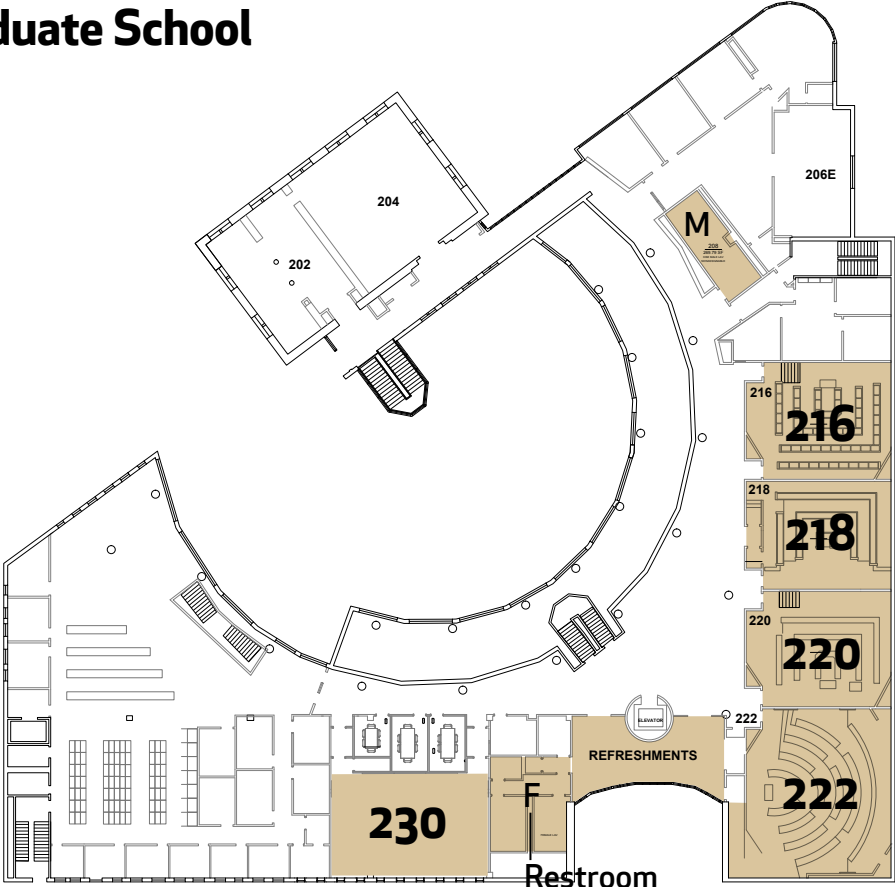 duate School
206E
204
M
208
202
216
216
218
218
220
220
222
ELEVATOR
REFRESHMENTS
222
F
230
Restroom